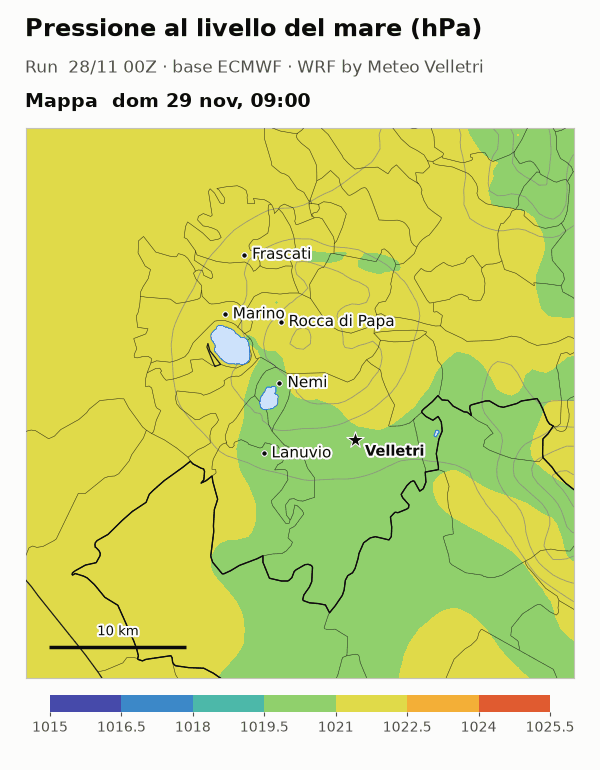 Pressione al livello del mare (hPa)
Run  28/11 00Z · base ECMWF · WRF by Meteo Velletri
Mappa  dom 29 nov, 09:00
Frascati
Marino
Rocca di Papa
Nemi
Velletri
Lanuvio
10 km
1015 1016.5 1018 1019.5 1021 1022.5 1024 1025.5